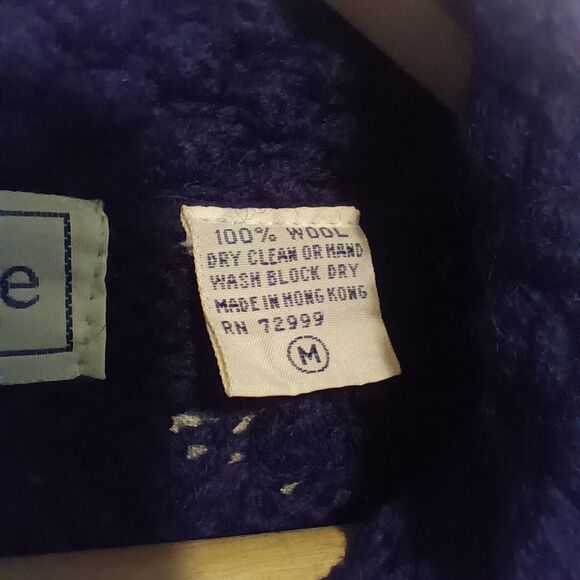 e
100% WOOL
DRY CLEAN OR HAND
WASH BLOCK DRY
MADE IN HONG KONG
RN 72999
M